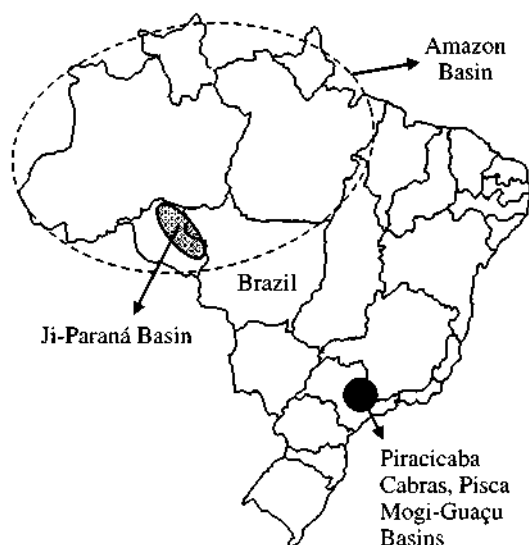 Amazon
Basin
Brazil
Ji-Paraná Basin
Piracicaba
Cabras, Pisca
Mogi-Guaçu
Basins